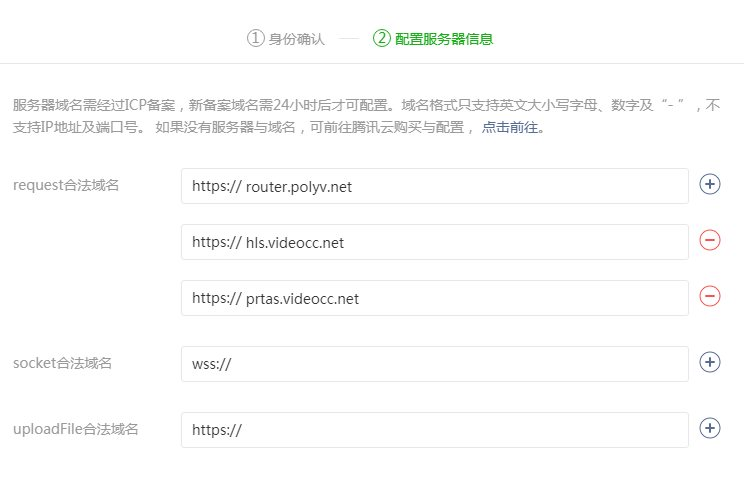 ① 身份确认 ② 配置服务器信息
服务器域名需经过ICP备案，新备案域名需24小时后才可配置。域名格式只支持英文大小写字母、数字及“- ”，不
支持IP地址及端口号。 如果没有服务器与域名，可前往腾讯云购买与配置， 点击前往。
request合法域名 https:// router.polyv.net
https:// hls.videocc.net
https:// prtas.videocc.net
socket合法域名 wss://
uploadFile合法域名 https://